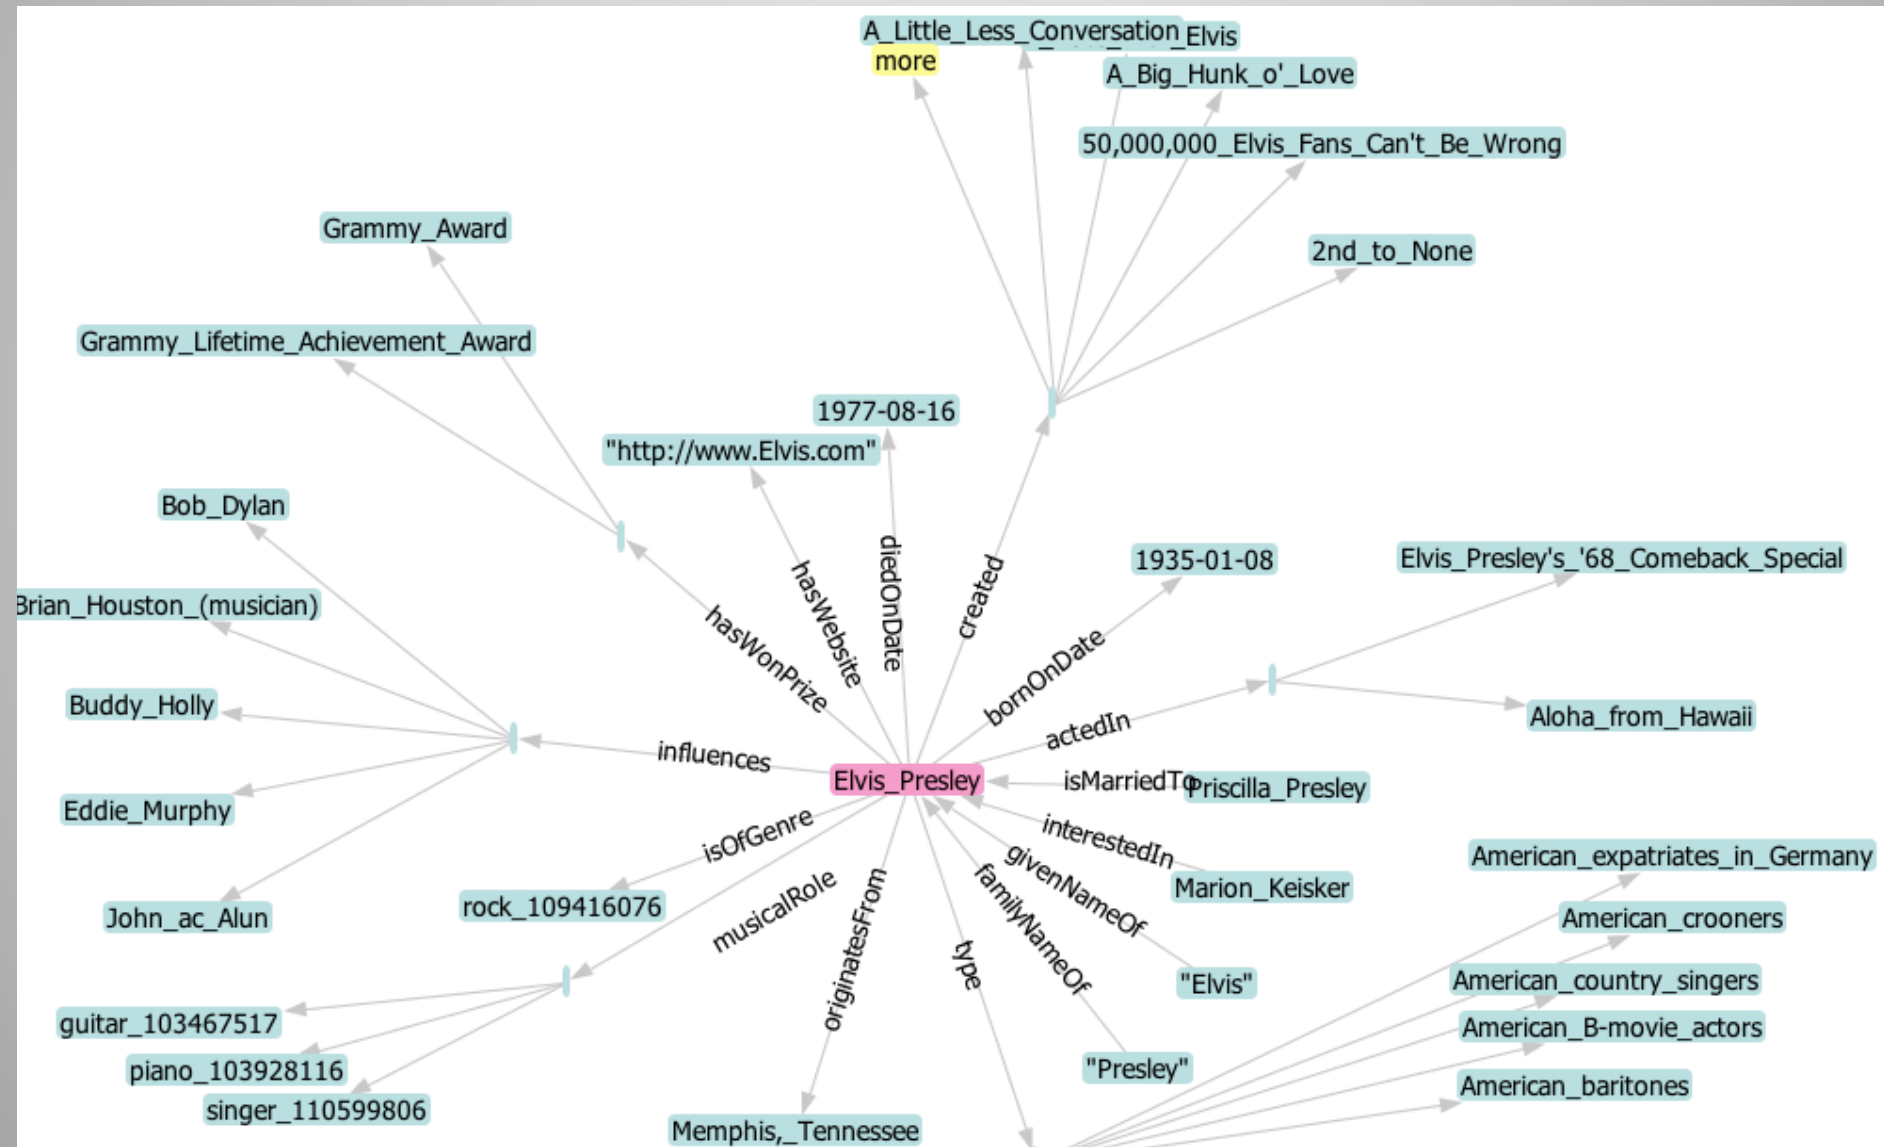 A_Little_Less_Conversation
_Elvis
more
A_Big_Hunk_o'_Love
50,000,000_Elvis_Fans_Can't_Be_Wrong
Grammy_Award
2nd_to_None
Grammy_Lifetime_Achievement_Award
1977-08-16
"http://www.Elvis.com"
Bob_Dylan
1935-01-08
Elvis_Presley's_'68_Comeback_Special
diedOnDate
created
hasWebsite
Brian_Houston_(musician)
hasWonPrize
bornOnDate
Buddy_Holly
Aloha_from_Hawaii
actedIn
influences
Elvis_Presley
isMarriedTo
Priscilla_Presley
Eddie_Murphy
isOfGenre
interestedIn
American_expatriates_in_Germany
givenNameOf
Marion_Keisker
rock_109416076
musicalRole
John_ac_Alun
American_crooners
familyNameOf
originatesFrom
type
"Elvis"
American_country_singers
guitar_103467517
American_B-movie_actors
piano_103928116
"Presley"
American_baritones
singer_110599806
Memphis,_Tennessee